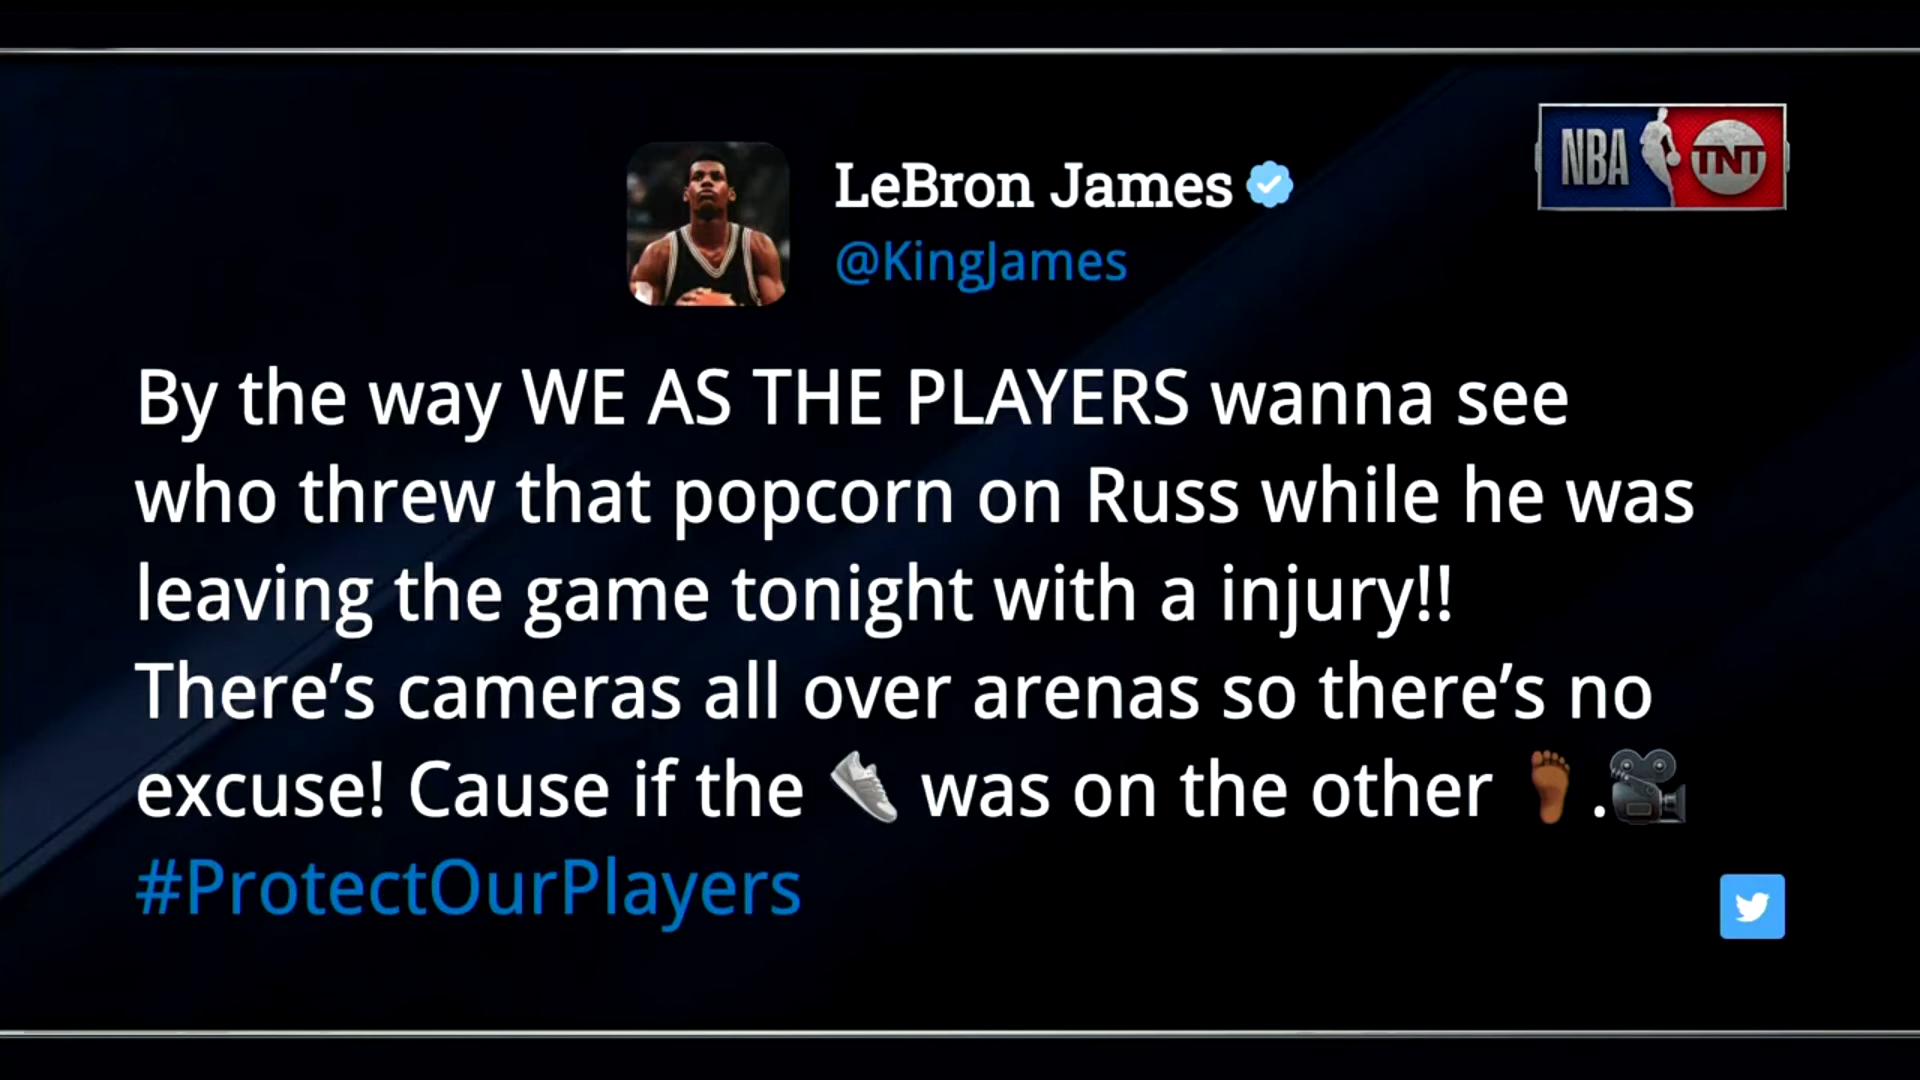 NBA TNT
LeBron James
@KingJames
By the way WE AS THE PLAYERS wanna see
who threw that popcorn on Russ while he was
leaving the game tonight with a injury!!
There’s cameras all over arenas so there’s no
excuse! Cause if the 👟 was on the other 🦶🏾.🎥
#ProtectOurPlayers